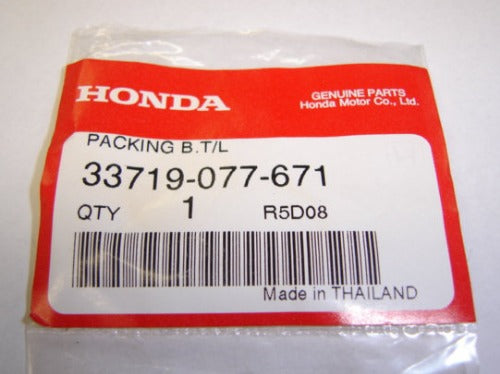 HONDA
GENUINE PARTS
Honda Motor Co., Ltd.
PACKING B.T/L
33719-077-671
QTY 1 R5D08
Made in THAILAND